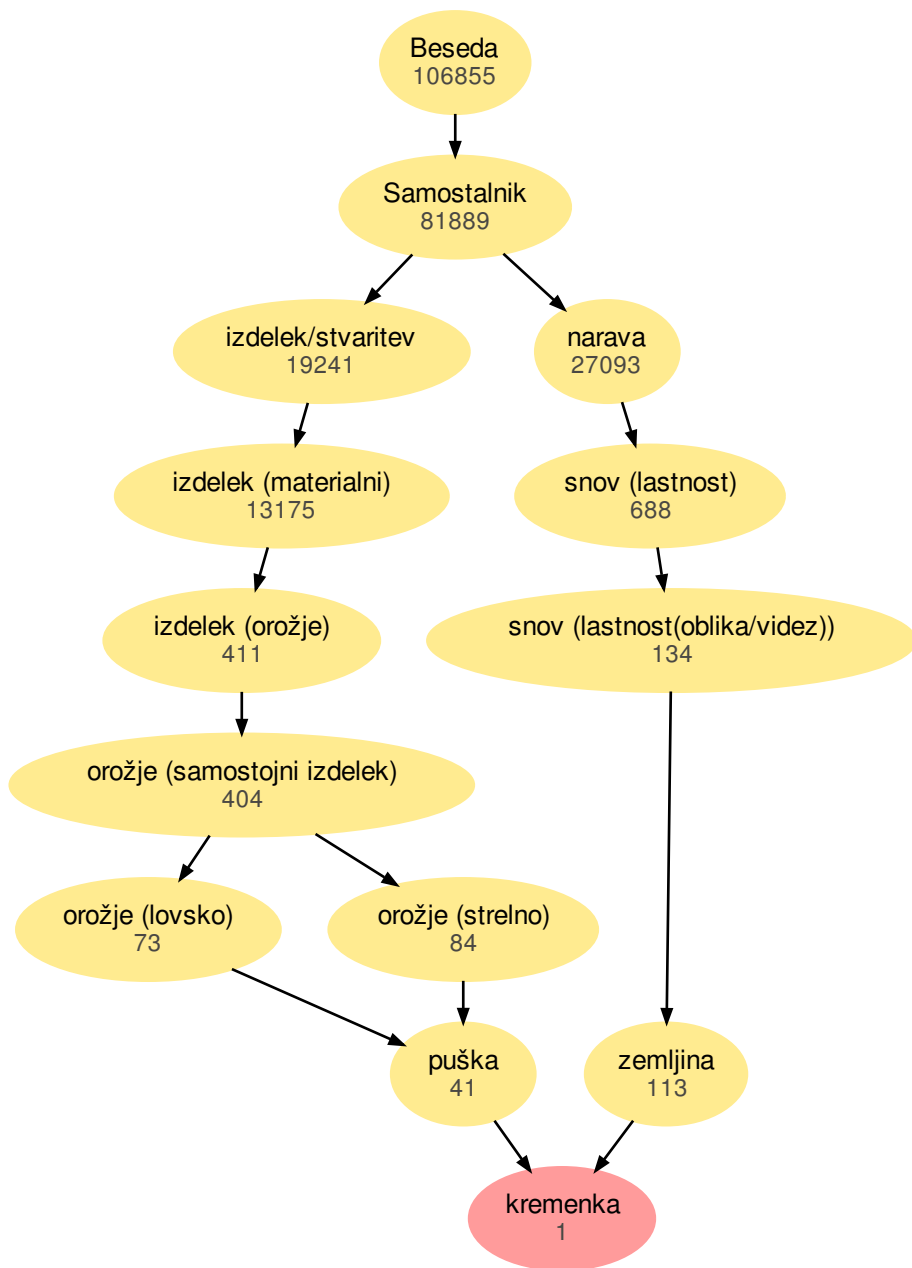 Beseda
106855
Samostalnik
81889
izdelek/stvaritev
19241
narava
27093
izdelek (materialni)
13175
snov (lastnost)
688
izdelek (orožje)
411
snov (lastnost(oblika/videz))
134
orožje (samostojni izdelek)
404
orožje (lovsko)
73
orožje (strelno)
84
puška
41
zemljina
113
kremenka
1